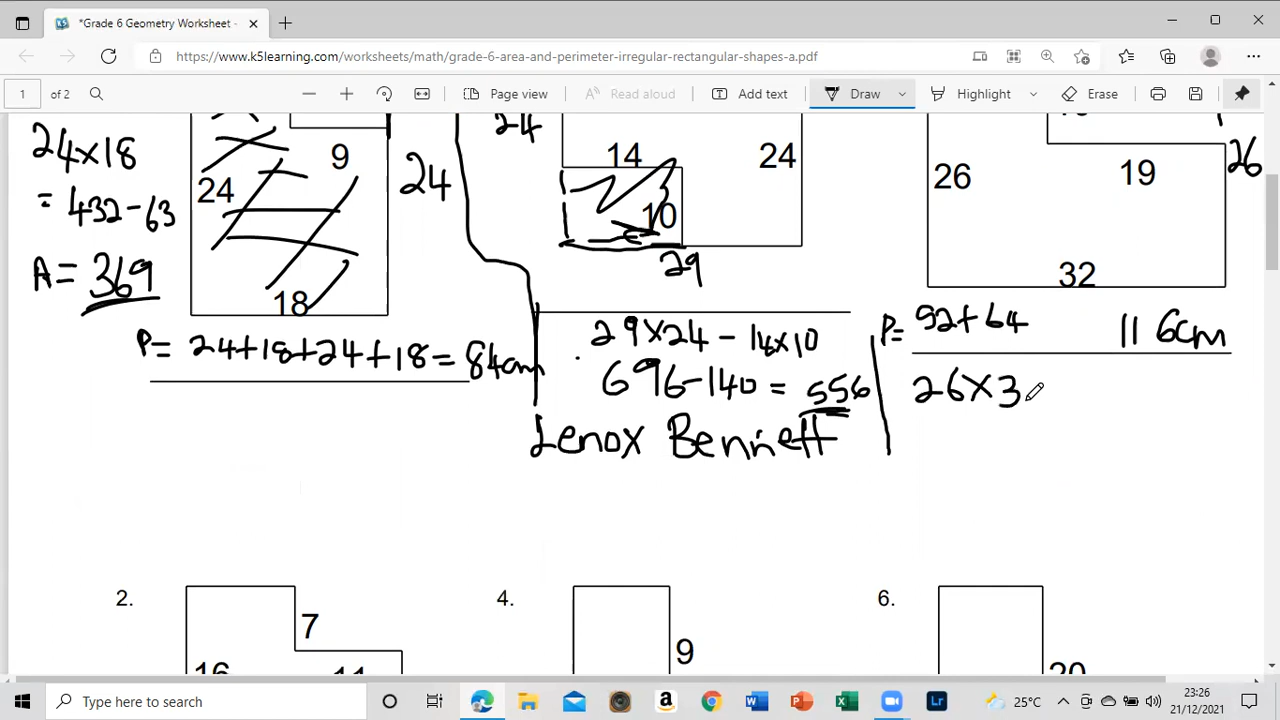 *Grade 6 Geometry Worksheet -
https://www.k5learning.com/worksheets/math/grade-6-area-and-perimeter-irregular-rectangular-shapes-a.pdf
1 of 2
Page view
Read aloud
Add text
Draw
Highlight
Erase
24x18
= 432-63
A= 369
9
24
24
18
P= 24+18+24+18= 84cm
24
14
24
10
29
29x24 - 14x10
696-140 = 556
Lenox Bennett
26
19
26
32
P= 52+64
116cm
26x3
2.
7
16
11
4.
9
6.
20
Type here to search
25°C
23:26
21/12/2021